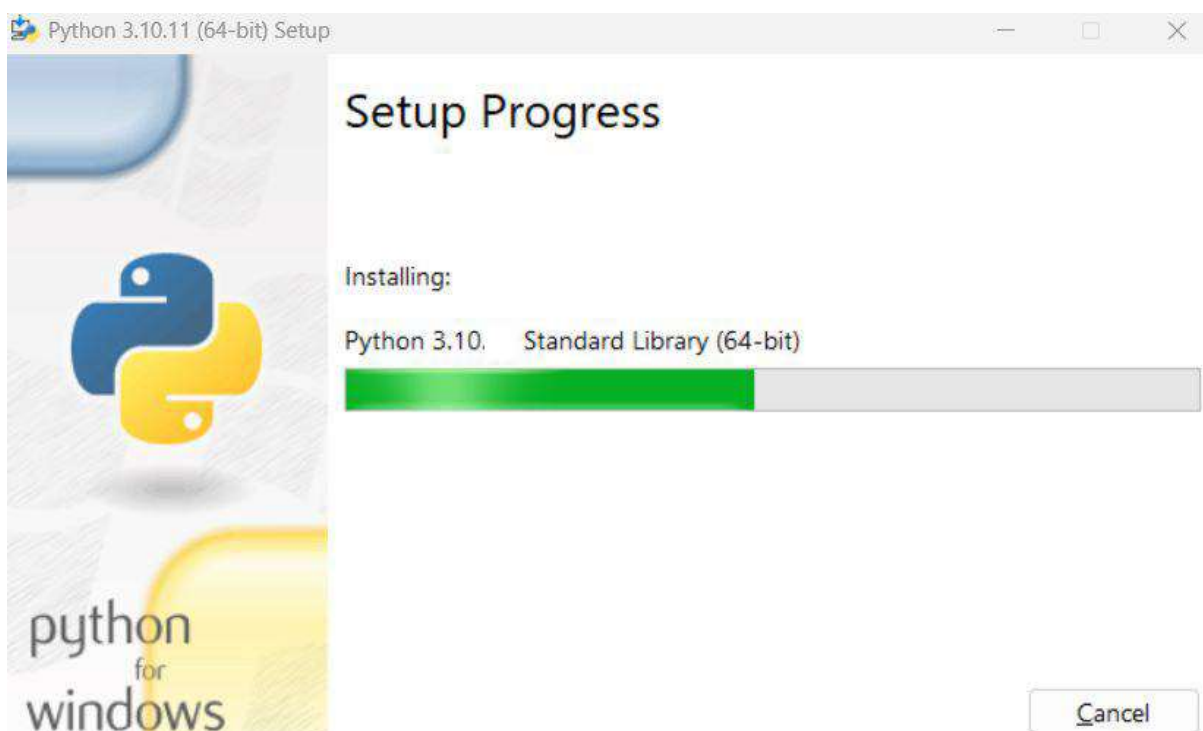 Python 3.10.11 (64-bit) Setup
Setup Progress
Installing:
Python 3.10. Standard Library (64-bit)
python
for
windows
Cancel